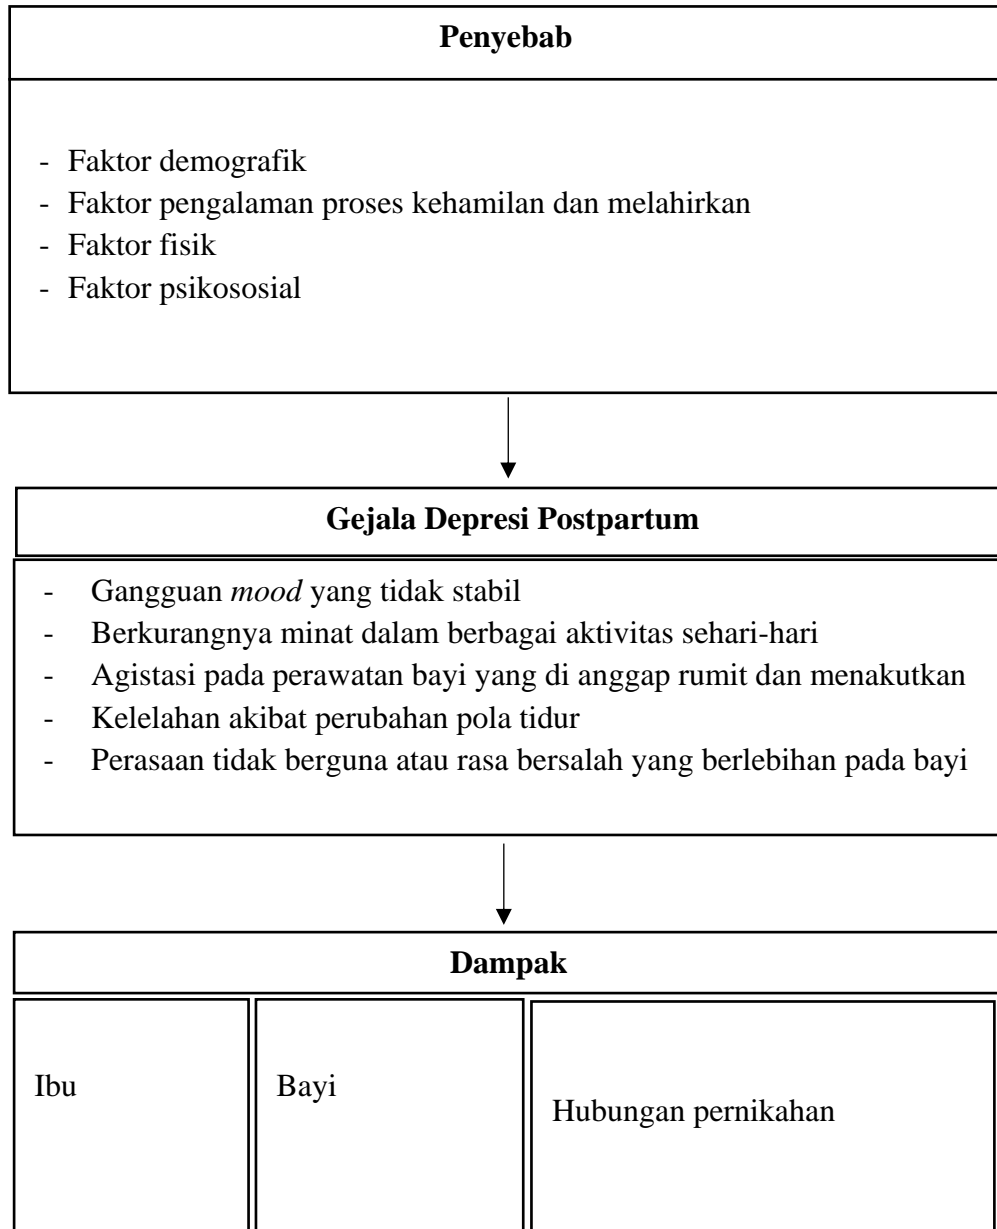 Penyebab
- Faktor demografik
- Faktor pengalaman proses kehamilan dan melahirkan
- Faktor fisik
- Faktor psikososial
Gejala Depresi Postpartum
- Gangguan mood yang tidak stabil
- Berkurangnya minat dalam berbagai aktivitas sehari-hari
- Agistasi pada perawatan bayi yang di anggap rumit dan menakutkan
- Kelelahan akibat perubahan pola tidur
- Perasaan tidak berguna atau rasa bersalah yang berlebihan pada bayi
Dampak
Ibu
Bayi
Hubungan pernikahan